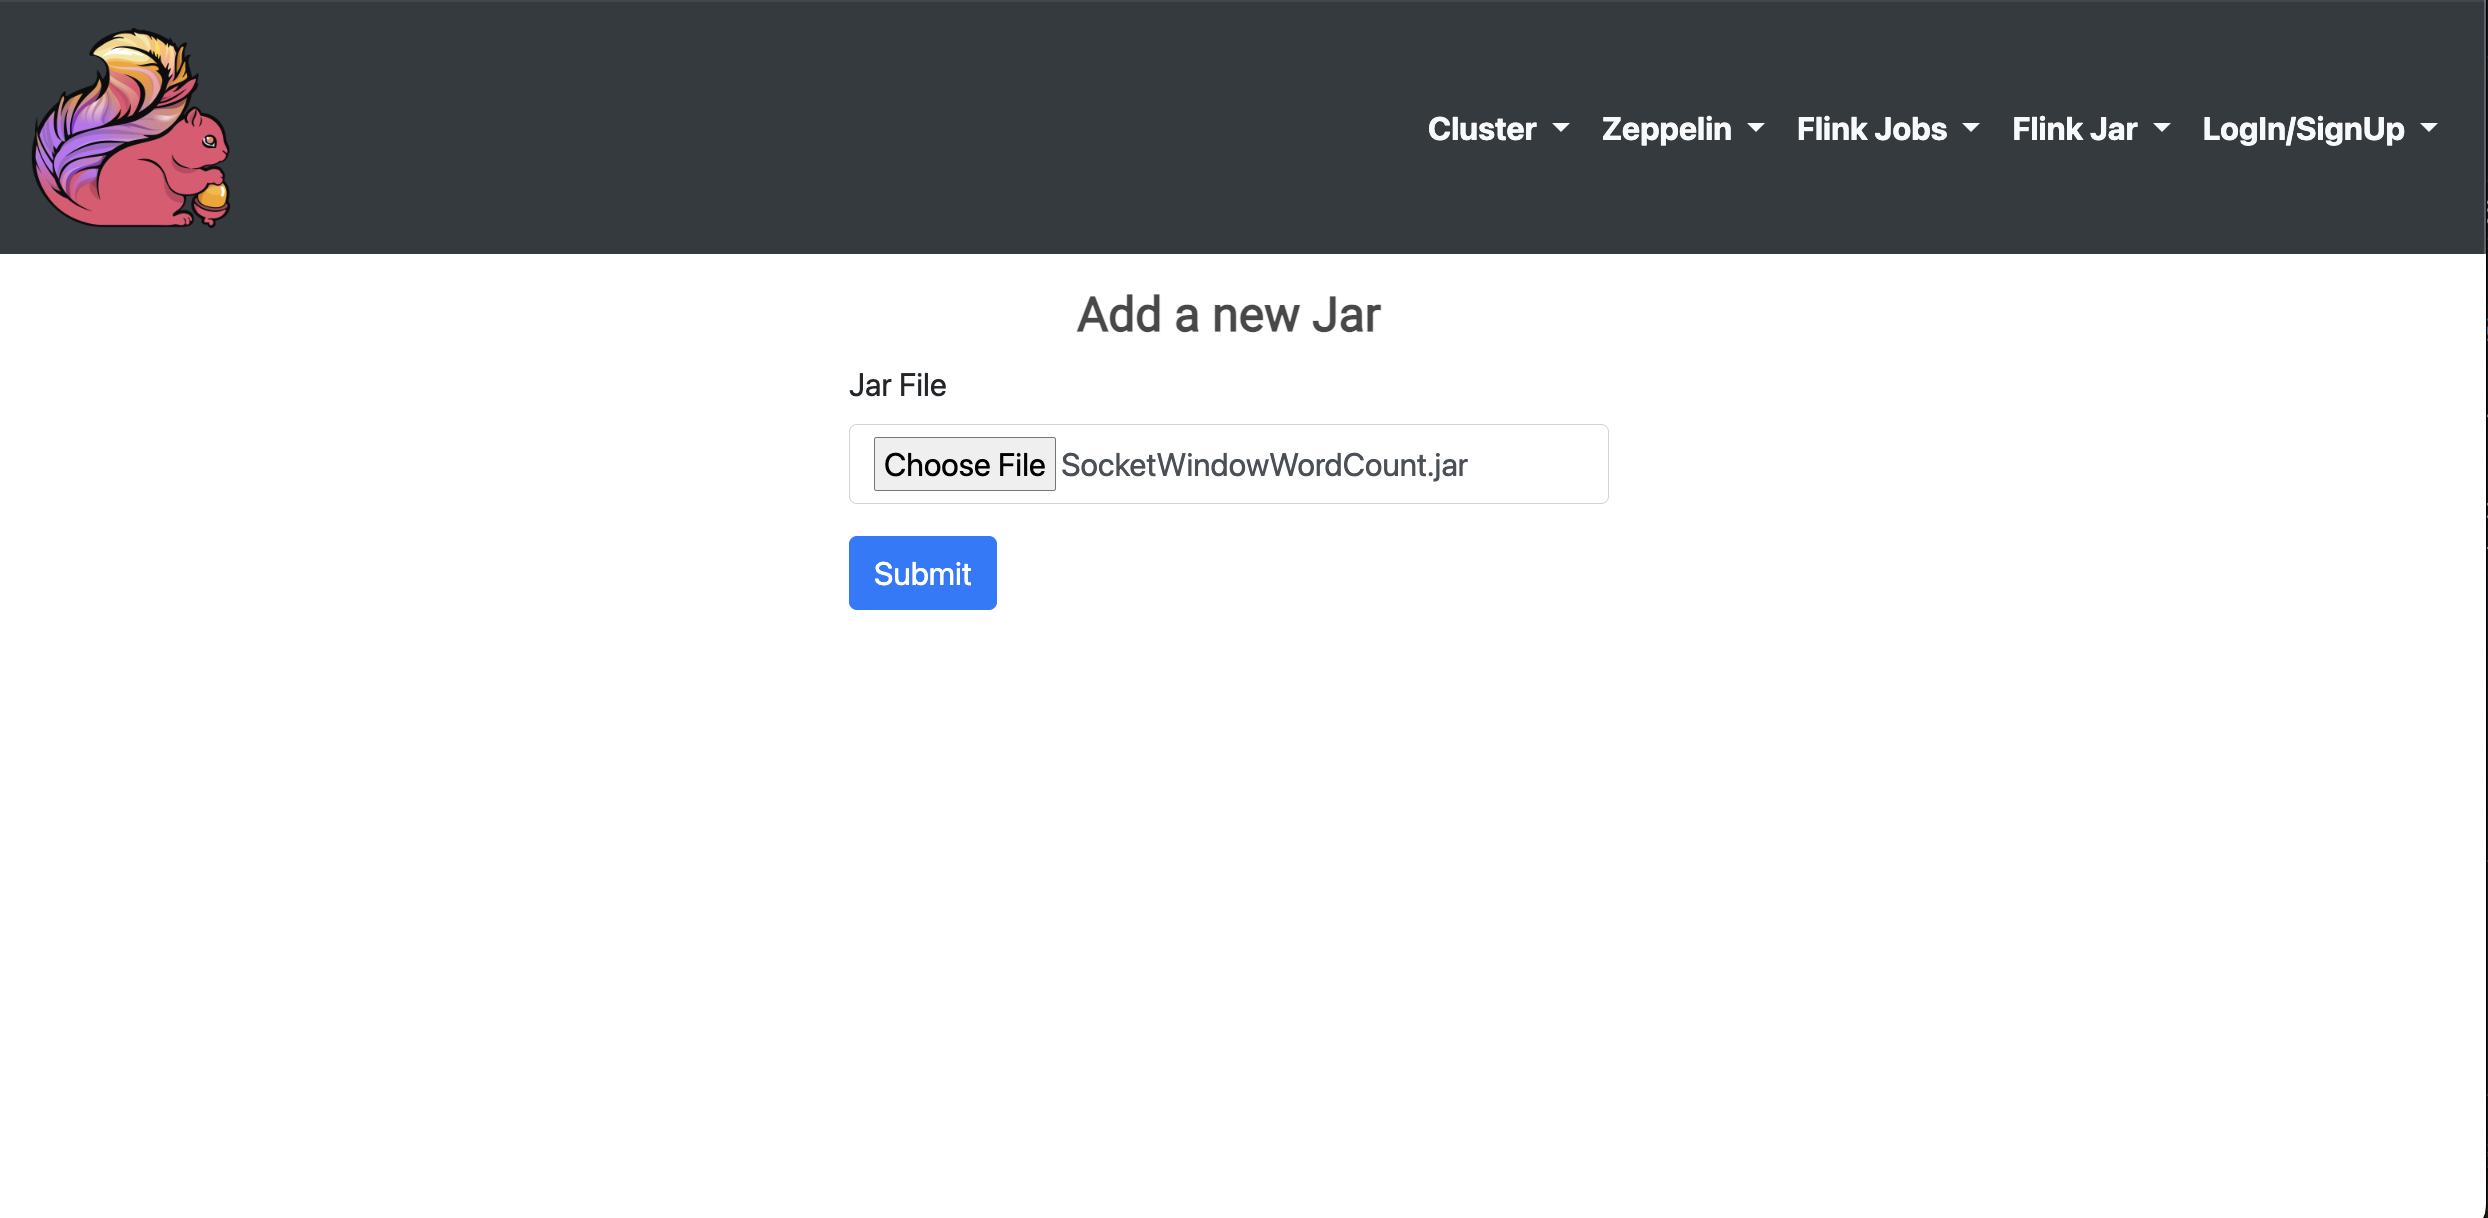 Cluster Zeppelin Flink Jobs Flink Jar LogIn/SignUp
Add a new Jar
Jar File
Choose File SocketWindowWordCount.jar
Submit